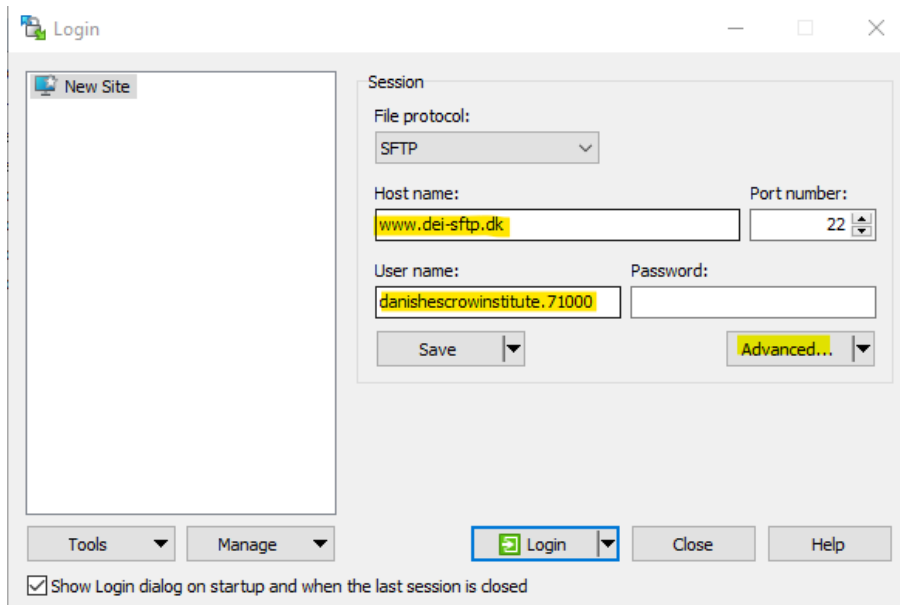 Login
New Site
Session
File protocol:
SFTP
Host name: Port number:
www.dei-sftp.dk 22
User name: Password:
danishescrowinstitute.71000
Save Advanced...
Tools Manage Login Close Help
Show Login dialog on startup and when the last session is closed